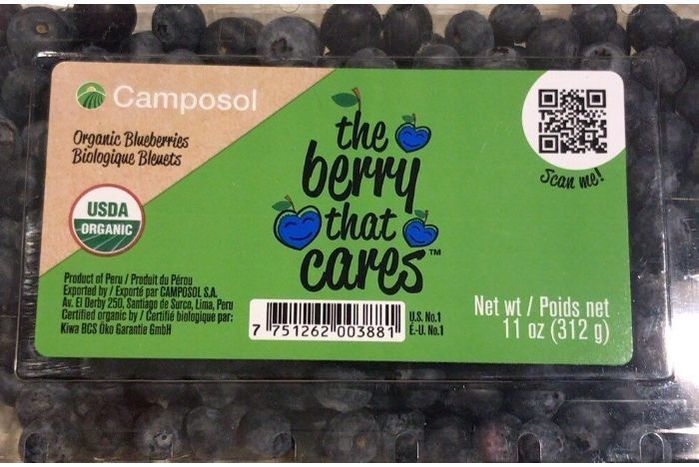 Camposol
Organic Blueberries
Biologique Bleuets
USDA
ORGANIC
the
berry
that
cares™
Scan me!
Product of Peru / Produit du Pérou
Exported by / Exporté par CAMPOSOL S.A.
Av. El Derby 250, Santiago de Surco, Lima, Peru
Certified organic by / Certifié biologique par:
Kiwa BCS Öko Garantie GmbH
7 751262 003881
U.S. No.1
É.-U. No.1
Net wt / Poids net
11 oz (312 g)